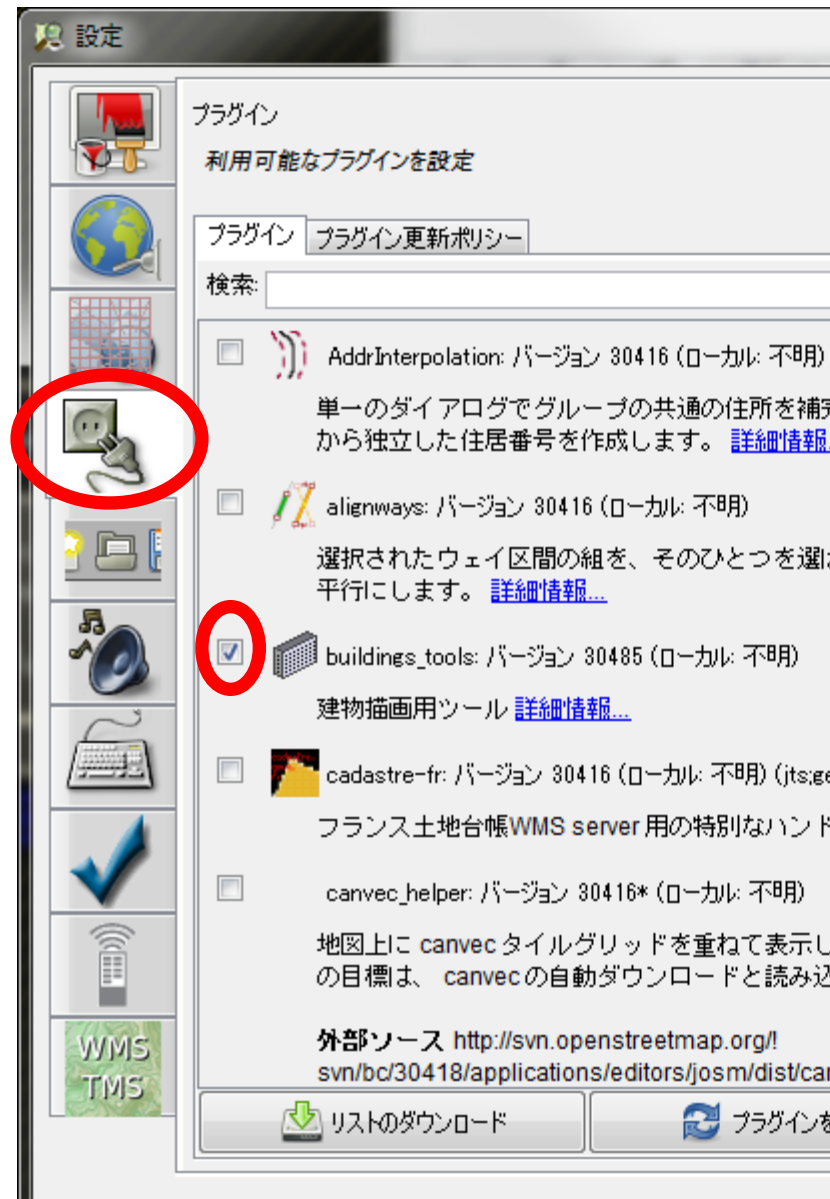 設定
プラグイン
利用可能なプラグインを設定
プラグイン プラグイン更新ポリシー
検索:
AddrInterpolation: バージョン 30416 (ローカル: 不明)
単一のダイアログでグループの共通の住所を補
から独立した住居番号を作成します。 詳細情報
alignways: バージョン 30416 (ローカル: 不明)
選択されたウェイ区間の組を、そのひとつを選
平行にします。 詳細情報...
buildings_tools: バージョン 30485 (ローカル: 不明)
建物描画用ツール 詳細情報...
cadastre-fr: バージョン 30416 (ローカル: 不明) (jts;ge
フランス土地台帳WMS server 用の特別なハンド
canvec_helper: バージョン 30416* (ローカル: 不明)
地図上に canvec タイルグリッドを重ねて表示し
の目標は、 canvecの自動ダウンロードと読み込
外部ソース http://svn.openstreetmap.org/!
svn/bc/30418/applications/editors/josm/dist/can
WMS
TMS
リストのダウンロード プラグインを